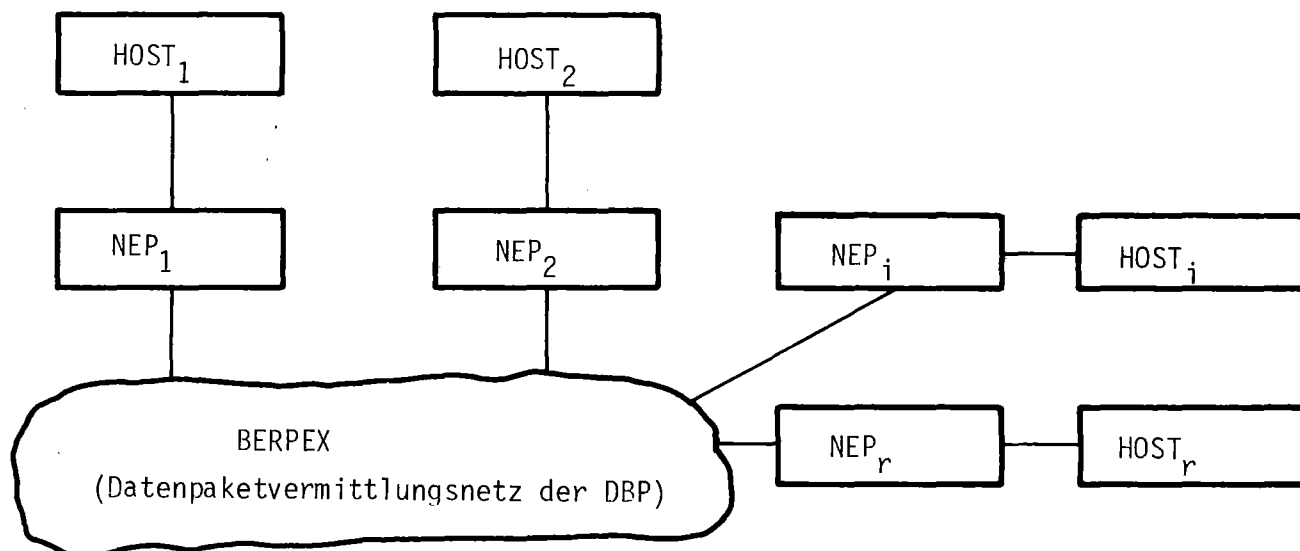 HOST₁
HOST₂
NEP₁
NEP₂
NEPᵢ
HOSTᵢ
BERPEX
(Datenpaketvermittlungsnetz der DBP)
NEPᵣ
HOSTᵣ